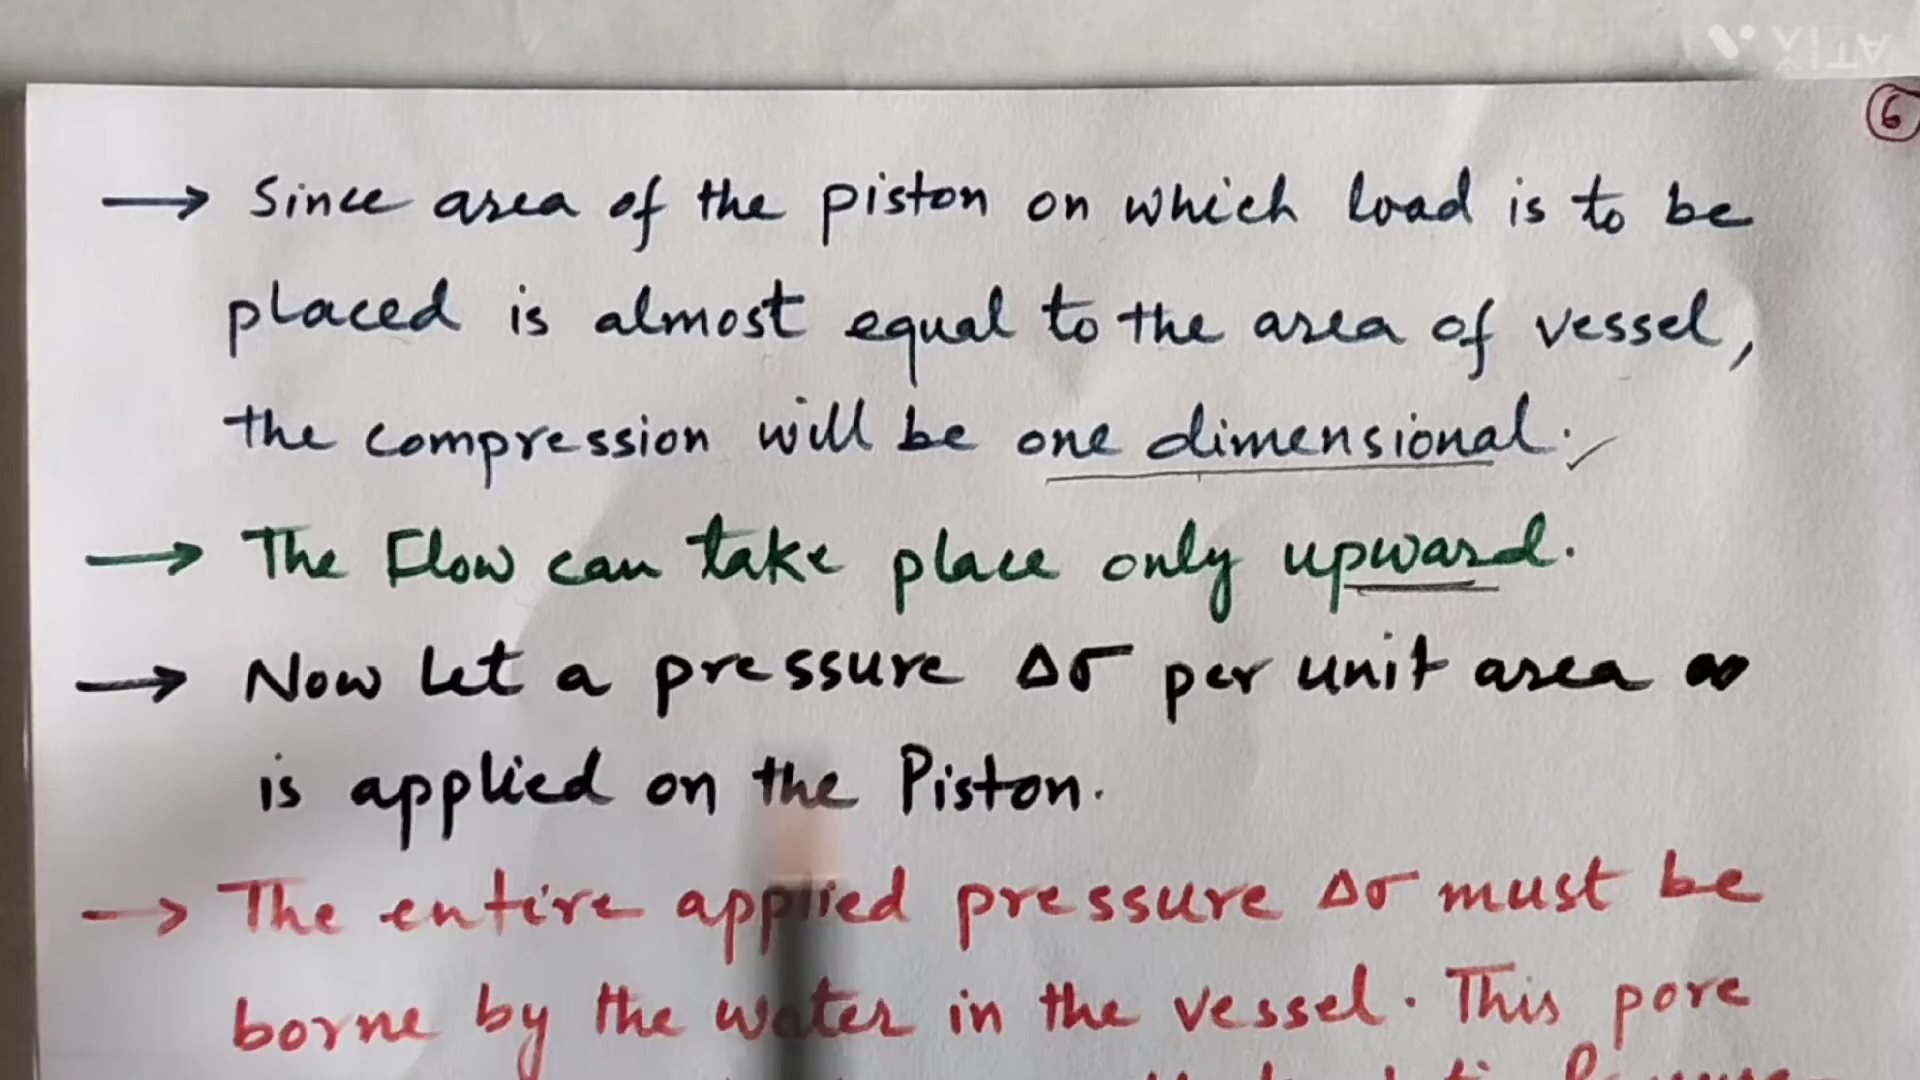 VITA
6
→ Since area of the piston on which load is to be
placed is almost equal to the area of vessel,
the compression will be one dimensional.
→ The Flow can take place only upward.
→ Now let a pressure Δσ per unit area
is applied on the Piston.
→ The entire applied pressure Δσ must be
borne by the water in the vessel. This pore